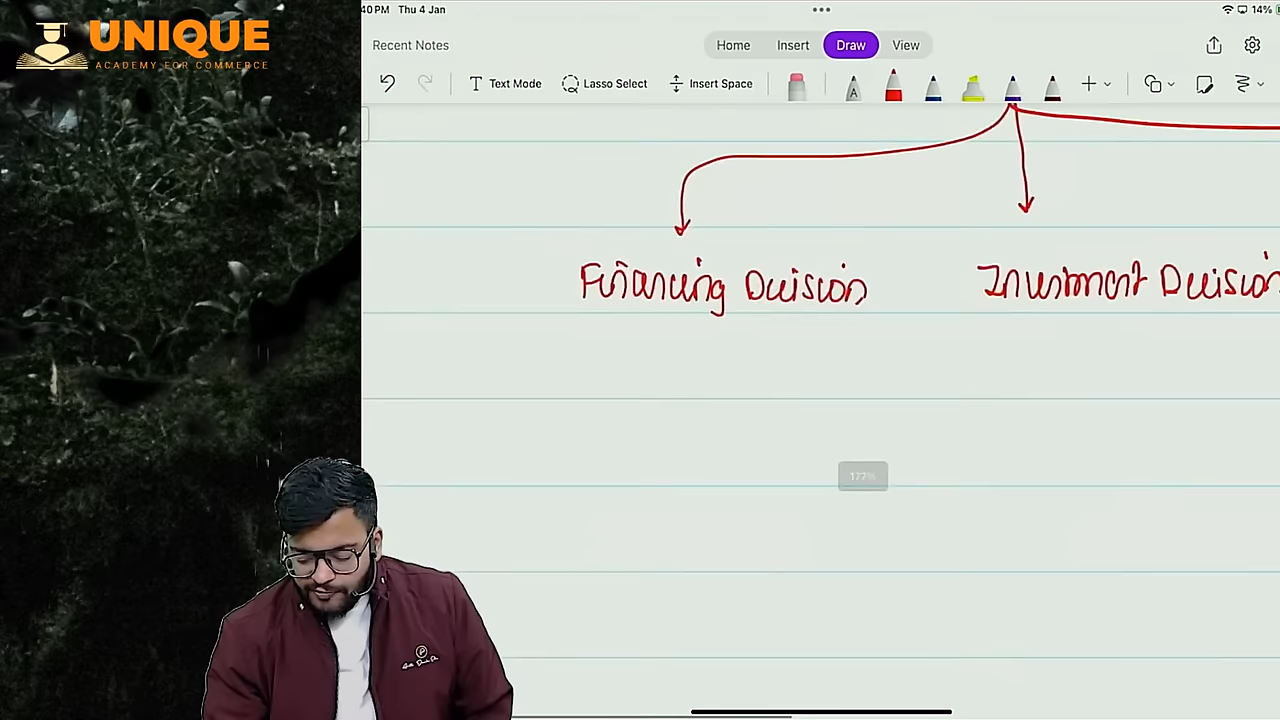 UNIQUE
ACADEMY FOR COMMERCE
40 PM Thu 4 Jan
14%
Recent Notes
Home Insert Draw View
Text Mode Lasso Select Insert Space
Financing Decision Investment Decision
177%